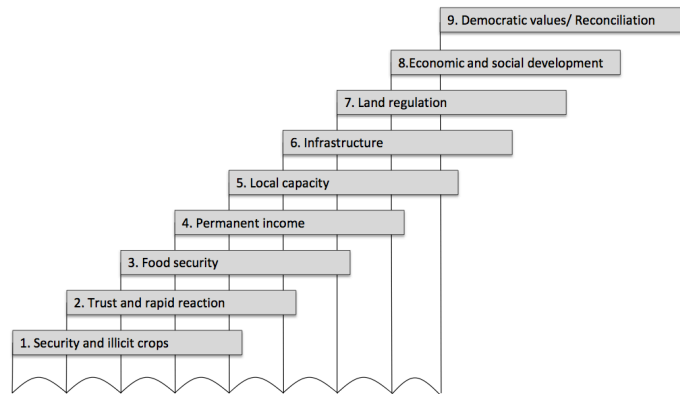 9. Democratic values/ Reconciliation
8.Economic and social development
7. Land regulation
6. Infrastructure
5. Local capacity
4. Permanent income
3. Food security
2. Trust and rapid reaction
1. Security and illicit crops